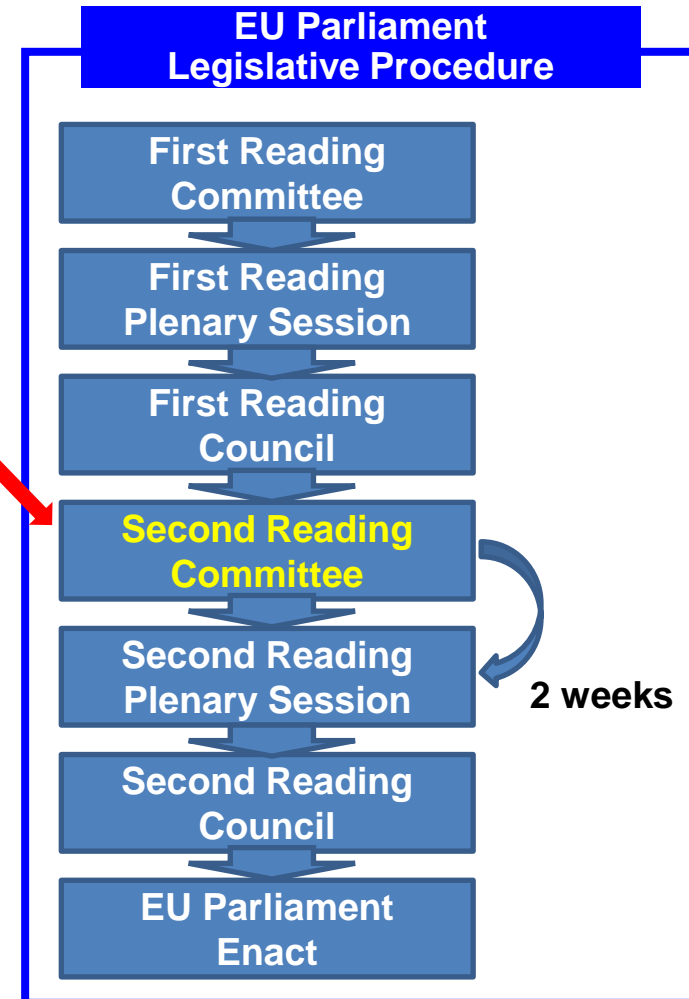 EU Parliament
Legislative Procedure
First Reading
Committee
First Reading
Plenary Session
First Reading
Council
Second Reading
Committee
Second Reading
Plenary Session
2 weeks
Second Reading
Council
EU Parliament
Enact